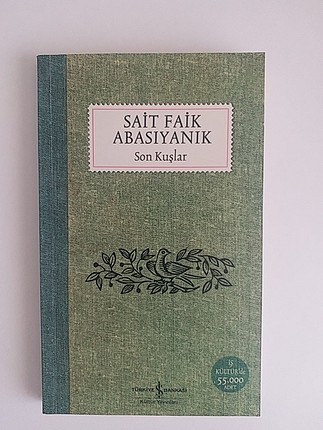 SAİT FAİK
ABASIYANIK
Son Kuşlar
İŞ
KÜLTÜR'de
55.000
ADET
TÜRKİYE İŞ BANKASI
Kültür Yayınları